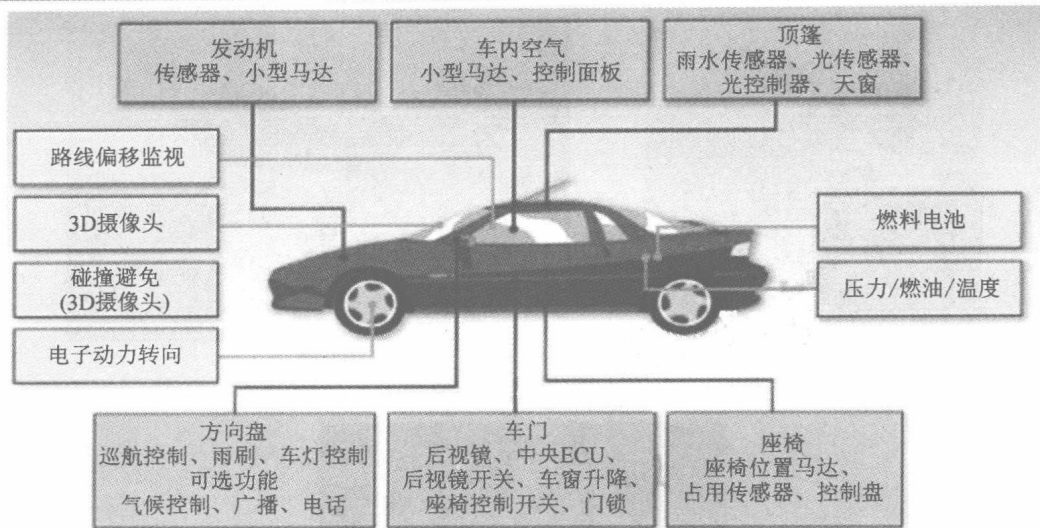 发动机
传感器、小型马达
车内空气
小型马达、控制面板
顶篷
雨水传感器、光传感器、
光控制器、天窗
路线偏移监视
3D摄像头
碰撞避免
(3D摄像头)
电子动力转向
燃料电池
压力/燃油/温度
方向盘
巡航控制、雨刷、车灯控制
可选功能
气候控制、广播、电话
车门
后视镜、中央ECU、
后视镜开关、车窗升降、
座椅控制开关、门锁
座椅
座椅位置马达、
占用传感器、控制盘